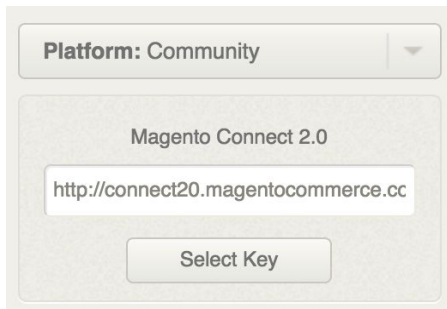 Platform: Community
Magento Connect 2.0
http://connect20.magentocommerce.cc
Select Key